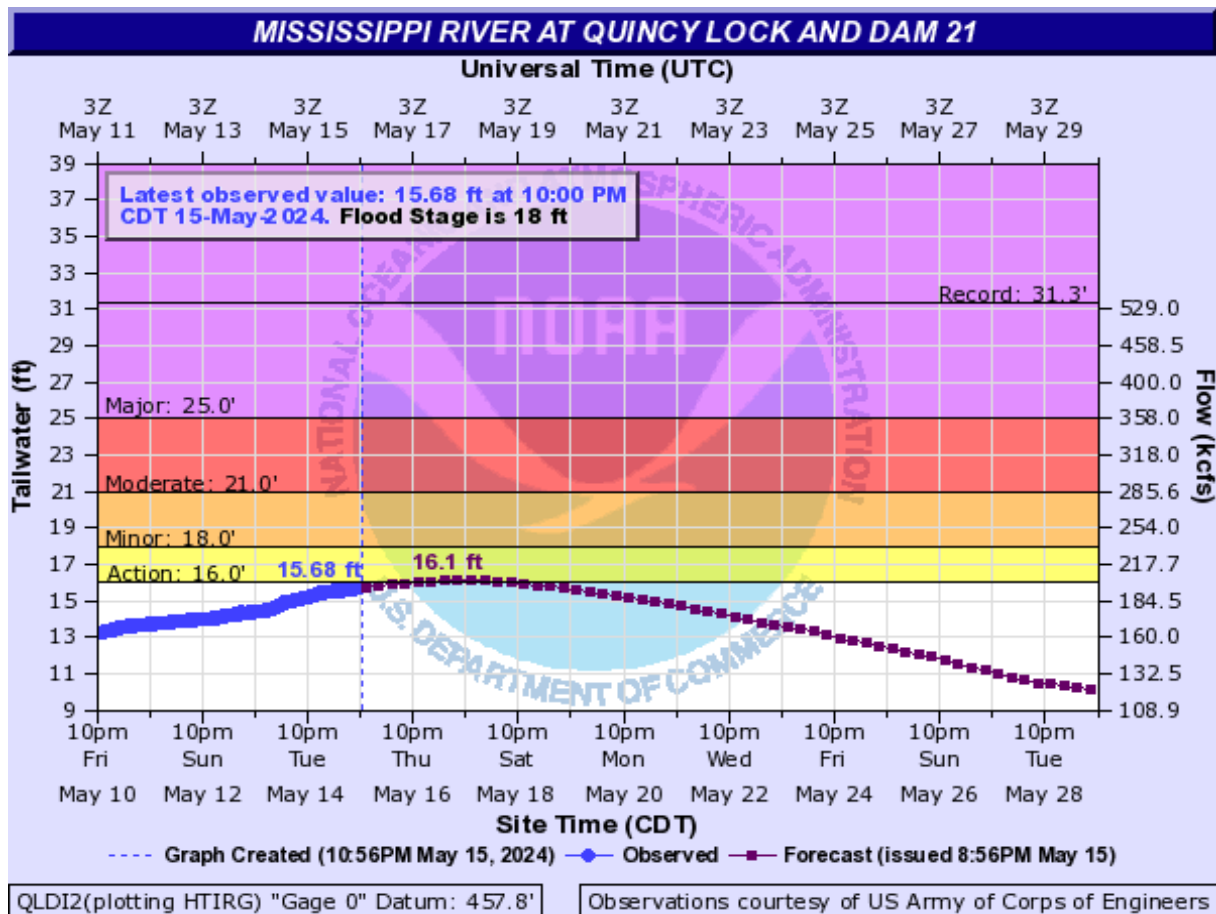 MISSISSIPPI RIVER AT QUINCY LOCK AND DAM 21
Universal Time (UTC)
3Z 3Z 3Z 3Z 3Z 3Z 3Z 3Z 3Z 3Z
May 11 May 13 May 15 May 17 May 19 May 21 May 23 May 25 May 27 May 29
Latest observed value: 15.68 ft at 10:00 PM
CDT 15-May-2024. Flood Stage is 18 ft
NATIONAL OCEANIC AND ATMOSPHERIC ADMINISTRATION
NOAA
U.S. DEPARTMENT OF COMMERCE
Tailwater (ft)
39
37
35
33
31
29
27
25
23
21
19
17
15
13
11
9
Record: 31.3'
Major: 25.0'
Moderate: 21.0'
Minor: 18.0'
Action: 16.0'
15.68 ft
16.1 ft
Flow (kcfs)
529.0
458.5
400.0
358.0
318.0
285.6
254.0
217.7
184.5
160.0
132.5
108.9
10pm 10pm 10pm 10pm 10pm 10pm 10pm 10pm 10pm 10pm
Fri Sun Tue Thu Sat Mon Wed Fri Sun Tue
May 10 May 12 May 14 May 16 May 18 May 20 May 22 May 24 May 26 May 28
Site Time (CDT)
Graph Created (10:56PM May 15, 2024) Observed Forecast (issued 8:56PM May 15)
QLDI2(plotting HTIRG) "Gage 0" Datum: 457.8' Observations courtesy of US Army of Corps of Engineers